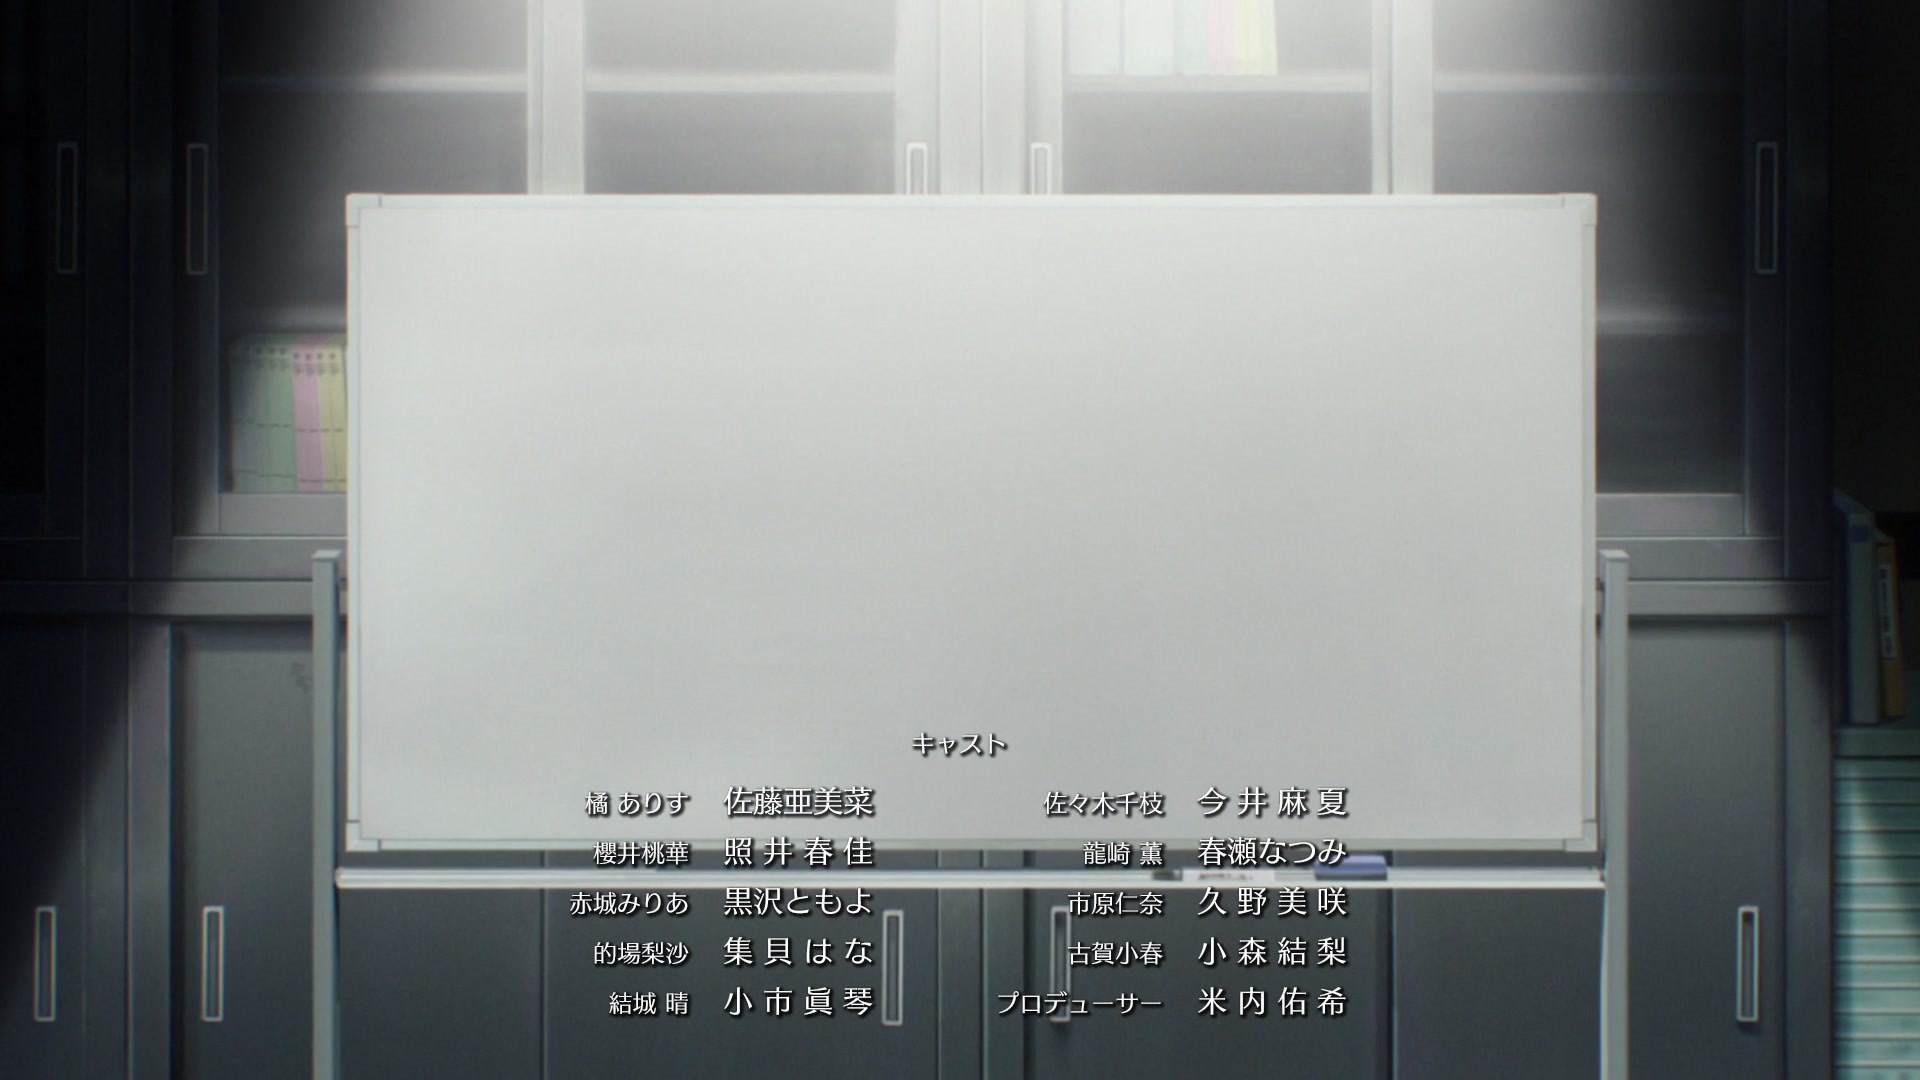 キャスト
橘 ありす 佐藤亜美菜
櫻井桃華 照井春佳
赤城みりあ 黒沢ともよ
的場梨沙 集貝はな
結城 晴 小市眞琴
佐々木千枝 今井麻夏
龍崎 薫 春瀬なつみ
市原仁奈 久野美咲
古賀小春 小森結梨
プロデューサー 米内佑希